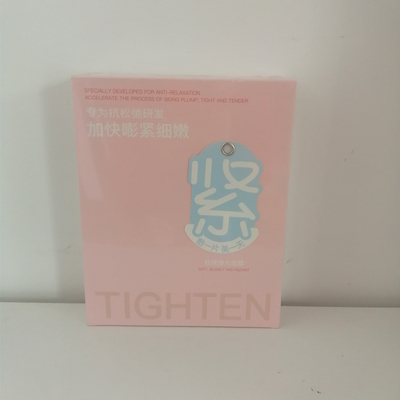 SPECIALLY DEVELOPED FOR ANTI-RELAXATION
ACCELERATE THE PROCESS OF BEING PLUMP, TIGHT AND TENDER
专为抗松弛研发
加快嘭紧细嫩
紧
TIGHTEN